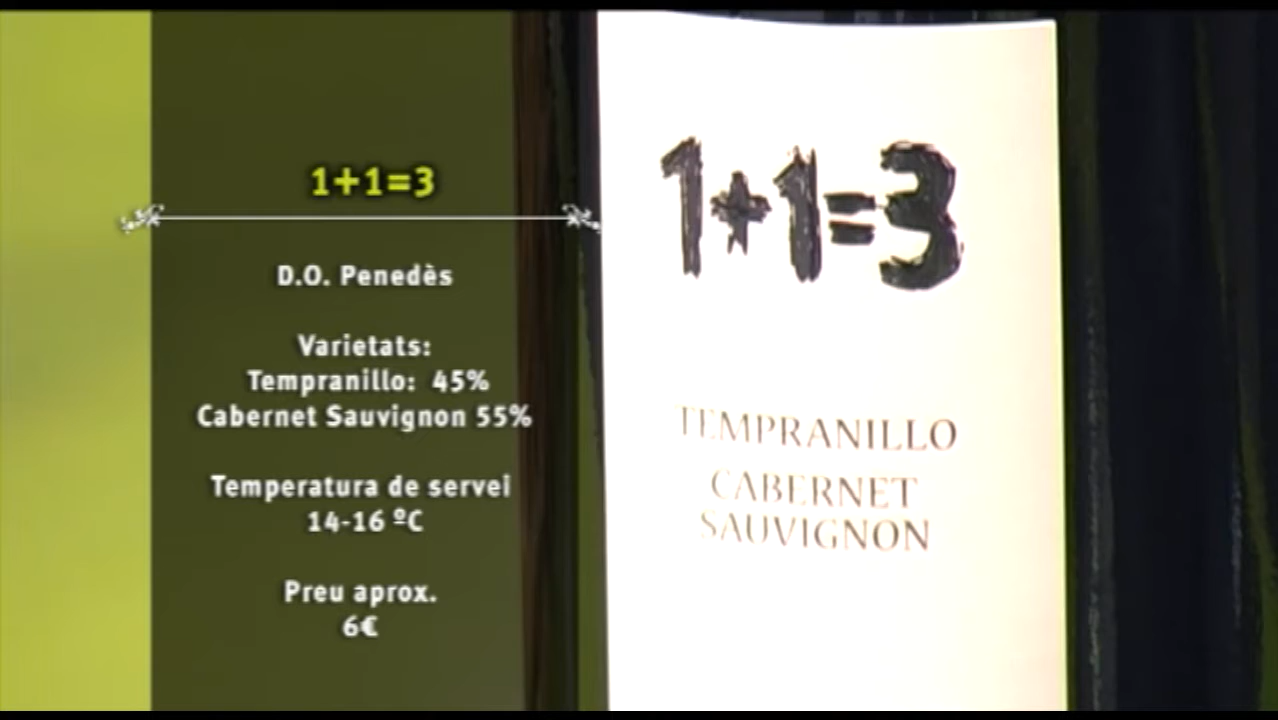 1+1=3
D.O. Penedès
Varietats:
Tempranillo: 45%
Cabernet Sauvignon 55%
Temperatura de servei
14-16 ºC
Preu aprox.
6€
1+1=3
TEMPRANILLO
CABERNET
SAUVIGNON